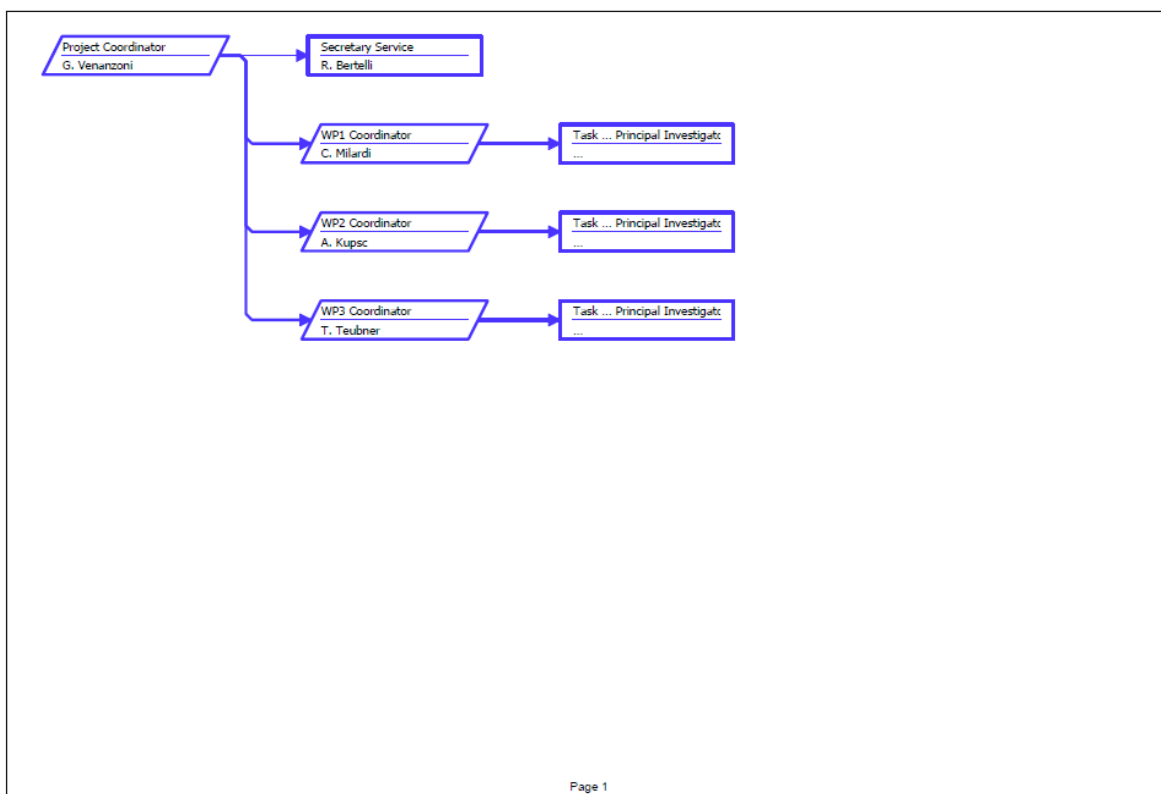 Project Coordinator
G. Venanzoni
Secretary Service
R. Bertelli
WP1 Coordinator
C. Milardi
Task ... Principal Investigato
...
WP2 Coordinator
A. Kupsc
Task ... Principal Investigato
...
WP3 Coordinator
T. Teubner
Task ... Principal Investigato
...
Page 1